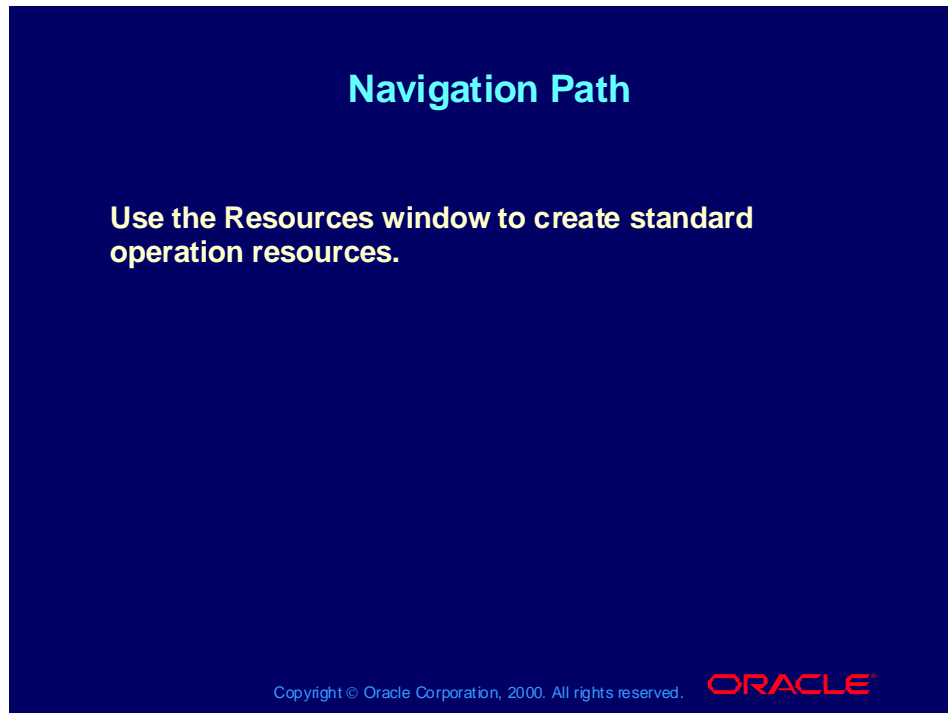 Navigation Path
Use the Resources window to create standard
operation resources.
Copyright © Oracle Corporation, 2000. All rights reserved.
ORACLE®